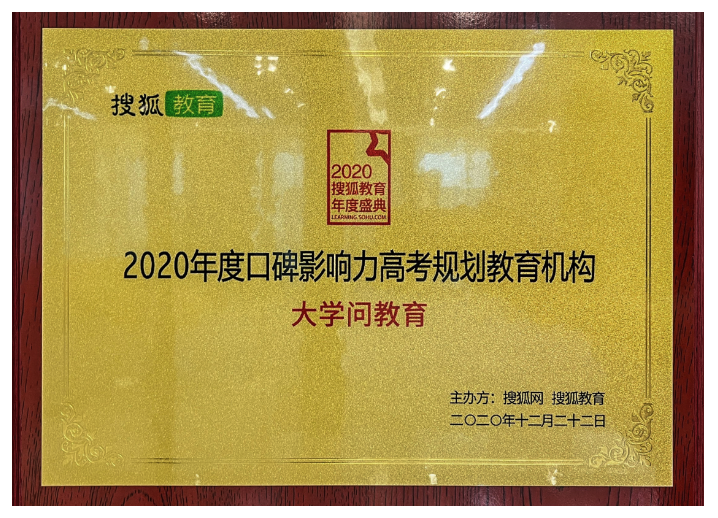 搜狐 教育
2020
搜狐教育
年度盛典
LEARNING.SOHU.COM
2020年度口碑影响力高考规划教育机构
大学问教育
主办方：搜狐网 搜狐教育
二〇二〇年十二月二十二日